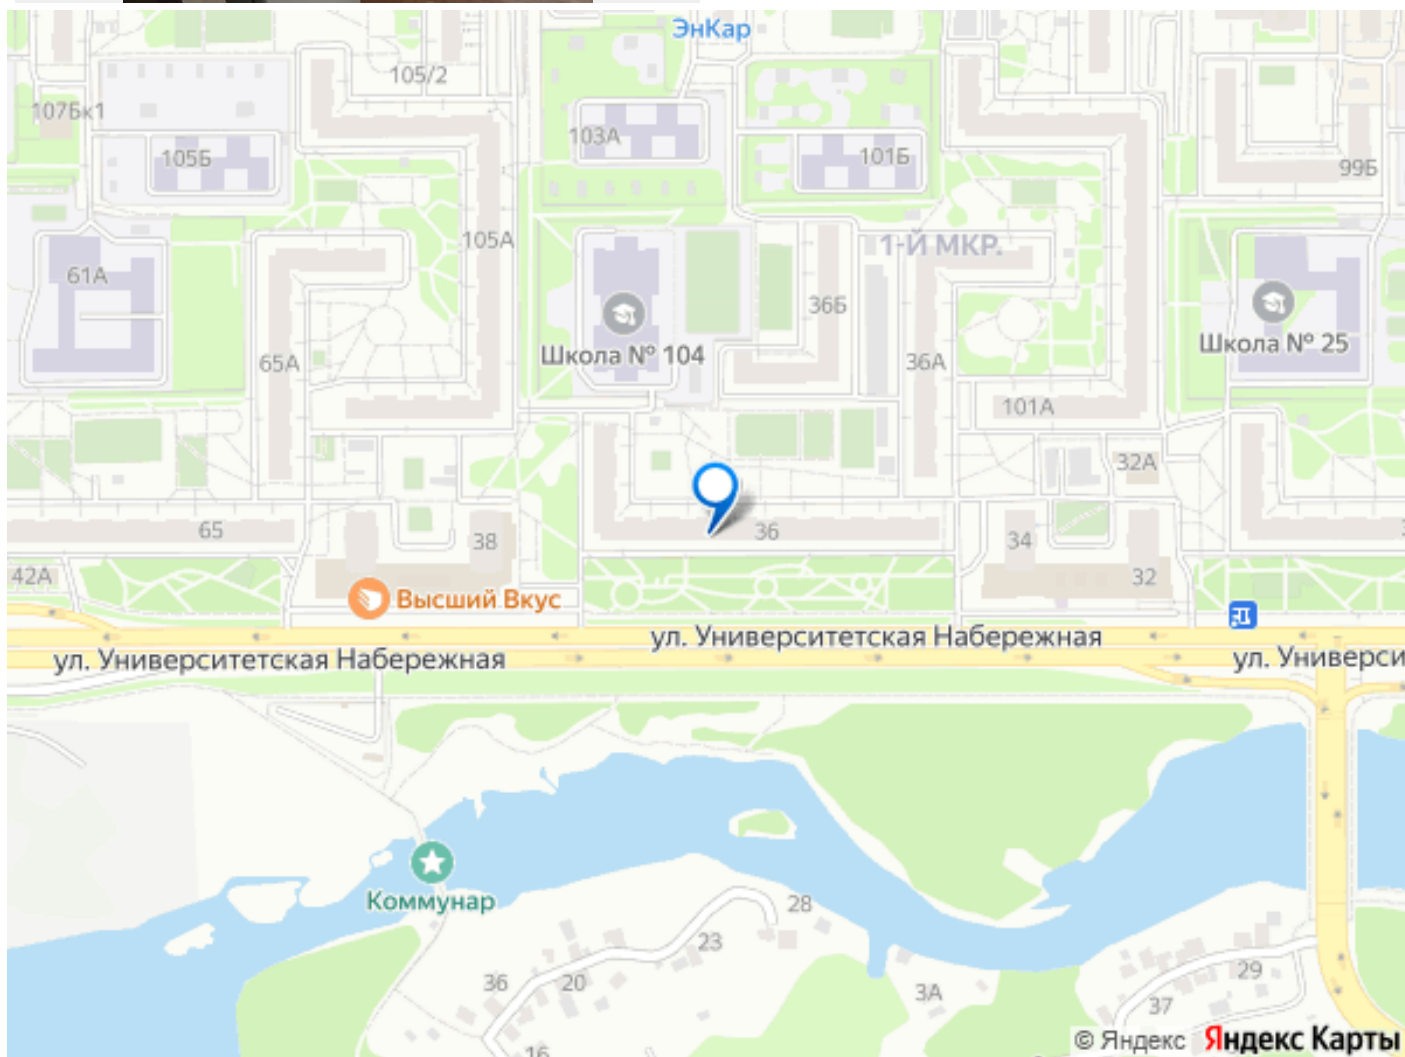 ЭнКар
105/2
107Бк1
103А
105Б
101Б
99Б
105А
1-Й МКР.
61А
36Б
Школа № 104
Школа № 25
65А
36А
101А
32А
65
38
36
34
42А
32
Высший Вкус
ул. Университетская Набережная
ул. Университетская Набережная
ул. Универси
Коммунар
28
23
36
20
3А
29
37
16
© Яндекс Яндекс Карты